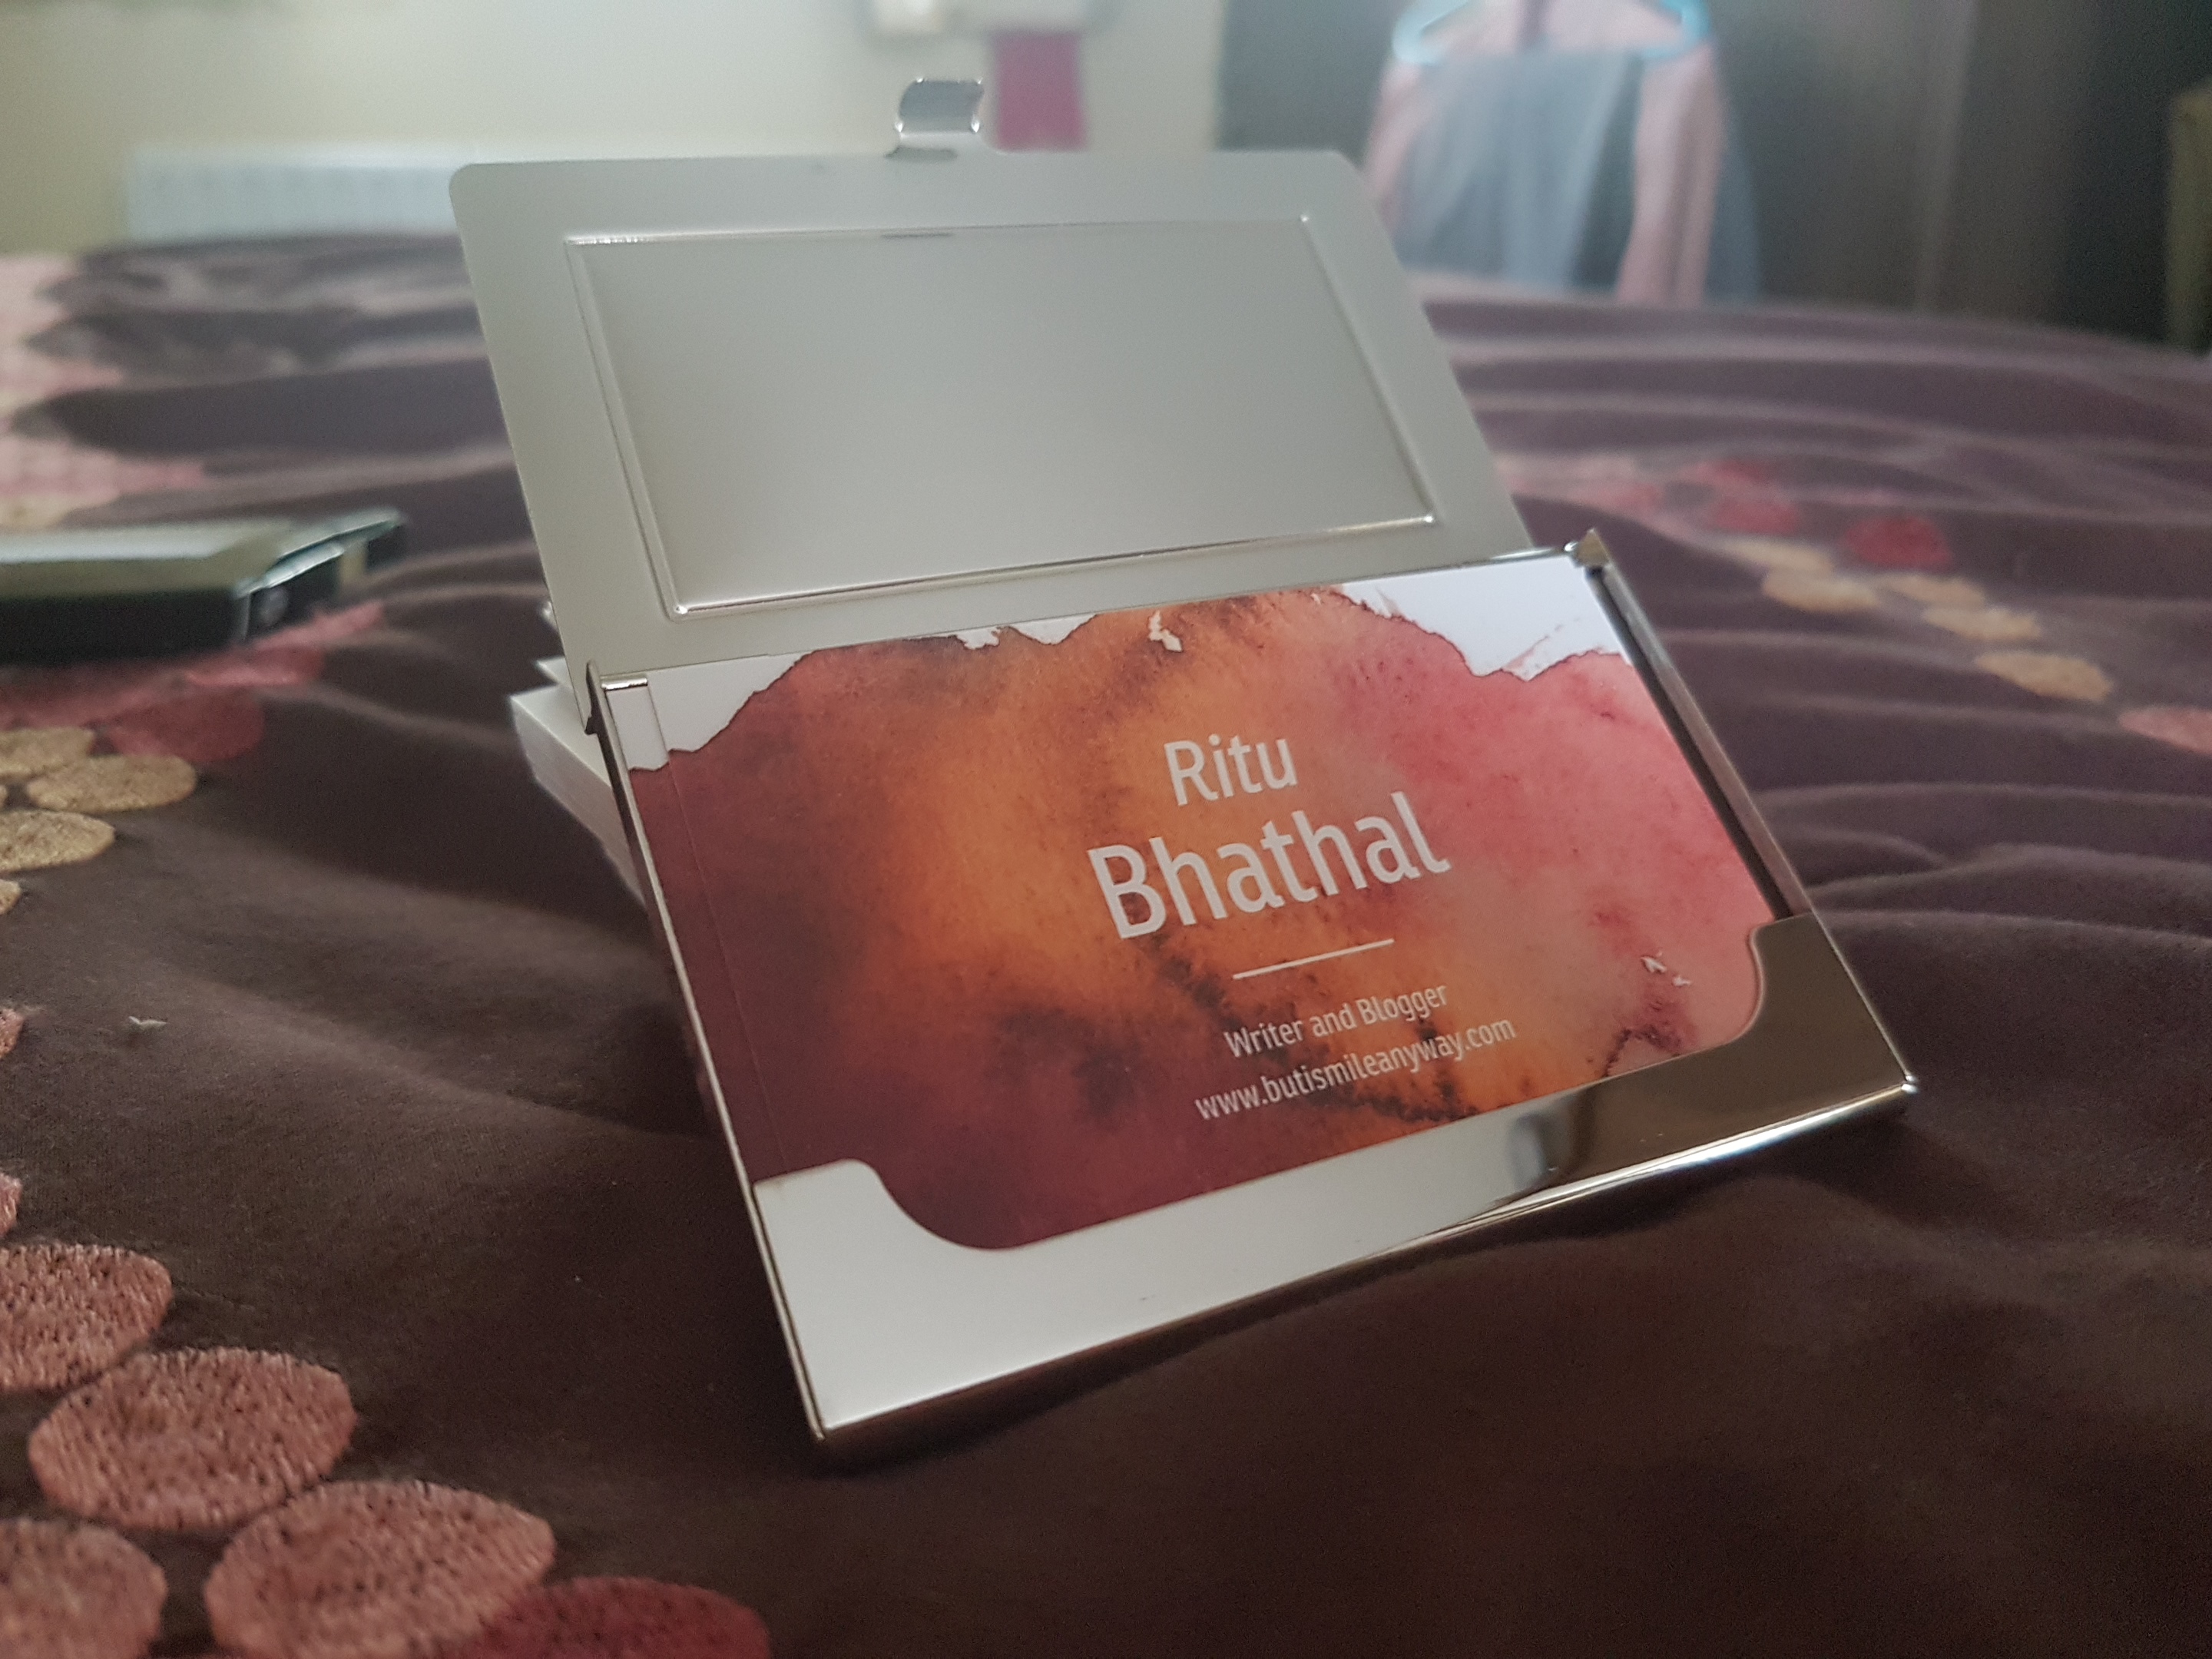 Ritu
Bhathal
Writer and Blogger
www.butismileanyway.com